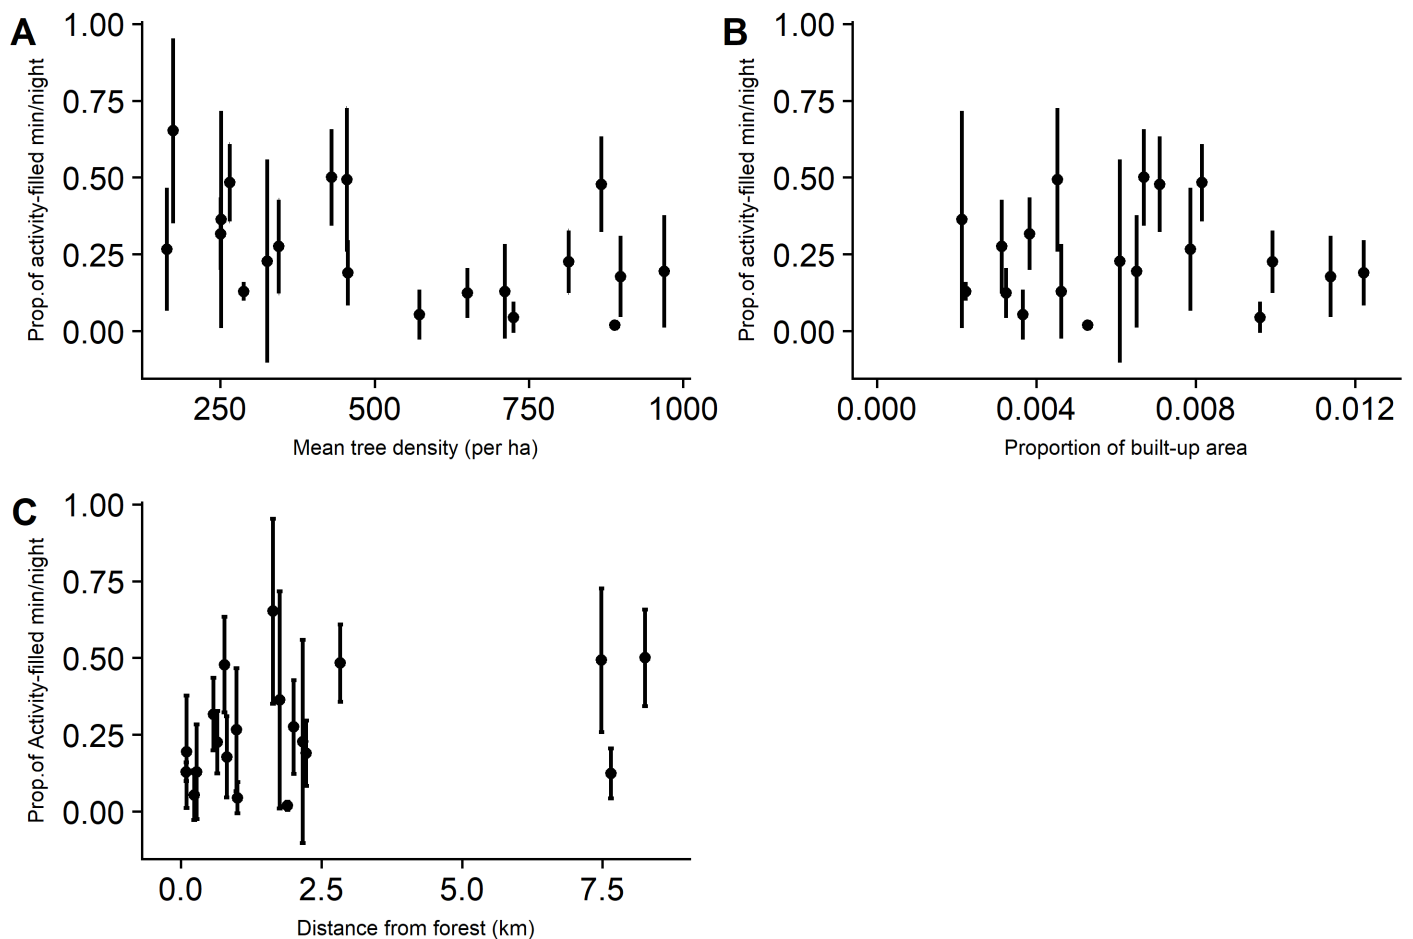 A
Prop.of activity-filled min/night
1.00
0.75
0.50
0.25
0.00
250 500 750 1000
Mean tree density (per ha)
B
Prop.of activity-filled min/night
1.00
0.75
0.50
0.25
0.00
0.000 0.004 0.008 0.012
Proportion of built-up area
C
Prop.of Activity-filled min/night
1.00
0.75
0.50
0.25
0.00
0.0 2.5 5.0 7.5
Distance from forest (km)